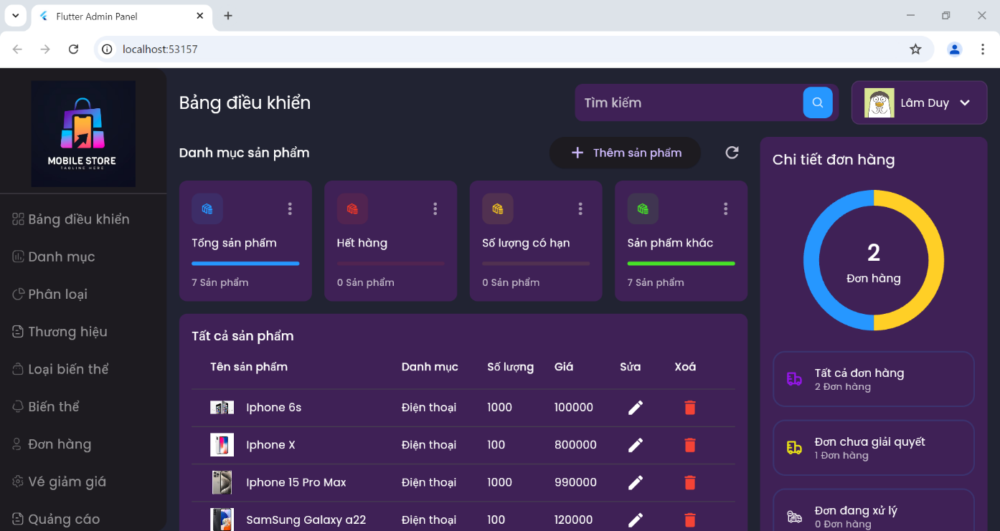 Flutter Admin Panel
localhost:53157
MOBILE STORE
TAGLINE HERE
Bảng điều khiển
Danh mục
Phân loại
Thương hiệu
Loại biến thể
Biến thể
Đơn hàng
Vé giảm giá
Quảng cáo
Bảng điều khiển
Tìm kiếm
Lâm Duy
Danh mục sản phẩm
Thêm sản phẩm
Tổng sản phẩm
7 Sản phẩm
Hết hàng
0 Sản phẩm
Số lượng có hạn
0 Sản phẩm
Sản phẩm khác
7 Sản phẩm
Tất cả sản phẩm
Tên sản phẩm Danh mục Số lượng Giá Sửa Xoá
Iphone 6s Điện thoại 1000 100000
Iphone X Điện thoại 100 800000
Iphone 15 Pro Max Điện thoại 1000 990000
SamSung Galaxy a22 Điện thoại 100 120000
Chi tiết đơn hàng
2
Đơn hàng
Tất cả đơn hàng
2 Đơn hàng
Đơn chưa giải quyết
1 Đơn hàng
Đơn đang xử lý
0 Đơn hàng